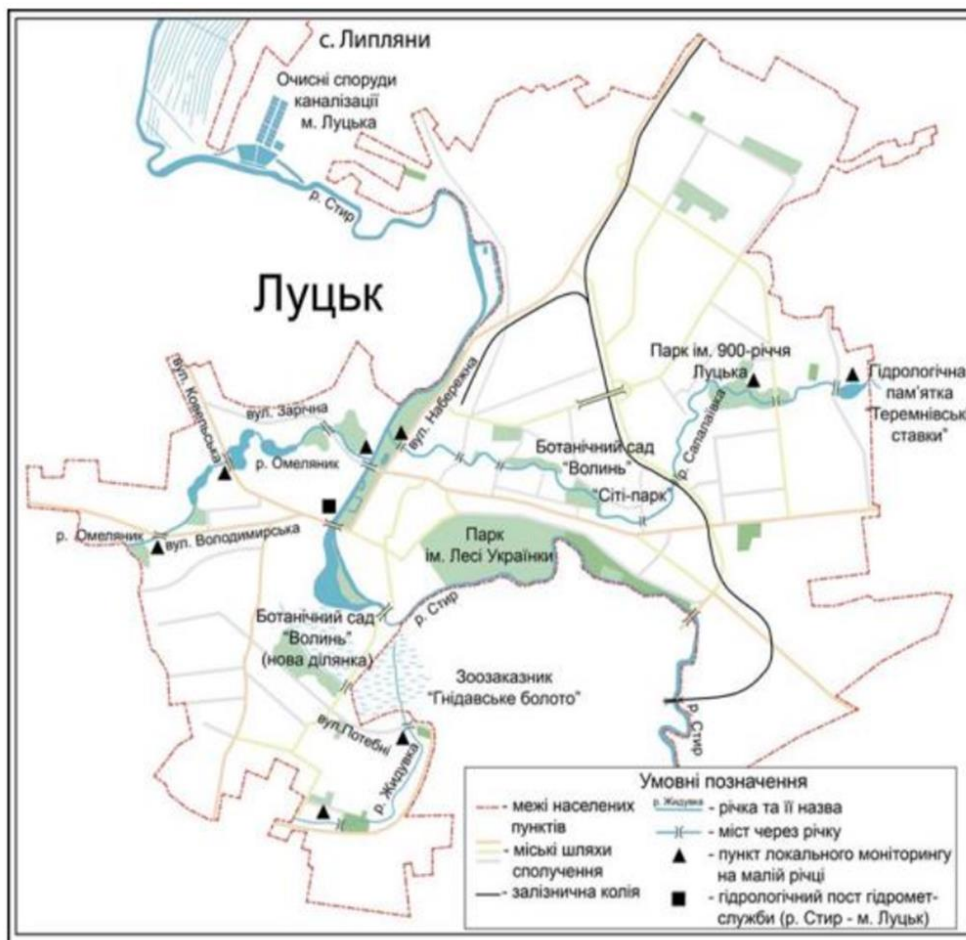 с. Липляни
Очисні споруди
каналізації
м. Луцька
р. Стир
Луцьк
вул. Ковельська
вул. Зарічна
вул. Набережна
р. Омеляник
Парк ім. 900-річчя
Луцька
Гідрологічна
пам’ятка
“Теремнівськ
ставки”
р. Сапалаївка
Ботанічний сад
“Волинь”
“Сіті-парк”
р. Омеляник
вул. Володимирська
Парк
ім. Лесі Українки
Ботанічний сад
“Волинь”
(нова ділянка)
р. Стир
Зоозаказник
“Гнідавське болото”
вул.Потебні
р. Жидувка
р. Стир
Умовні позначення
- межі населених
пунктів
- міські шляхи
сполучення
- залізнична колія
р. Жидувка
- річка та її назва
- міст через річку
- пункт локального моніторингу
на малій річці
- гідрологічний пост гідромет-
служби (р. Стир - м. Луцьк)